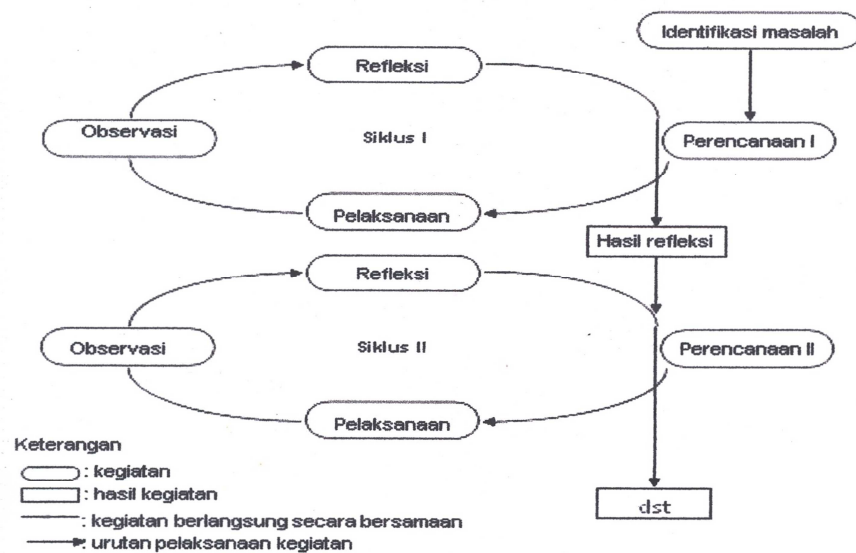 Identifikasi masalah
Refleksi
Observasi
Siklus I
Perencanaan I
Pelaksanaan
Hasil refleksi
Refleksi
Observasi
Siklus II
Perencanaan II
Pelaksanaan
Keterangan
: kegiatan
: hasil kegiatan
: kegiatan berlangsung secara bersamaan
: urutan pelaksanaan kegiatan
dst